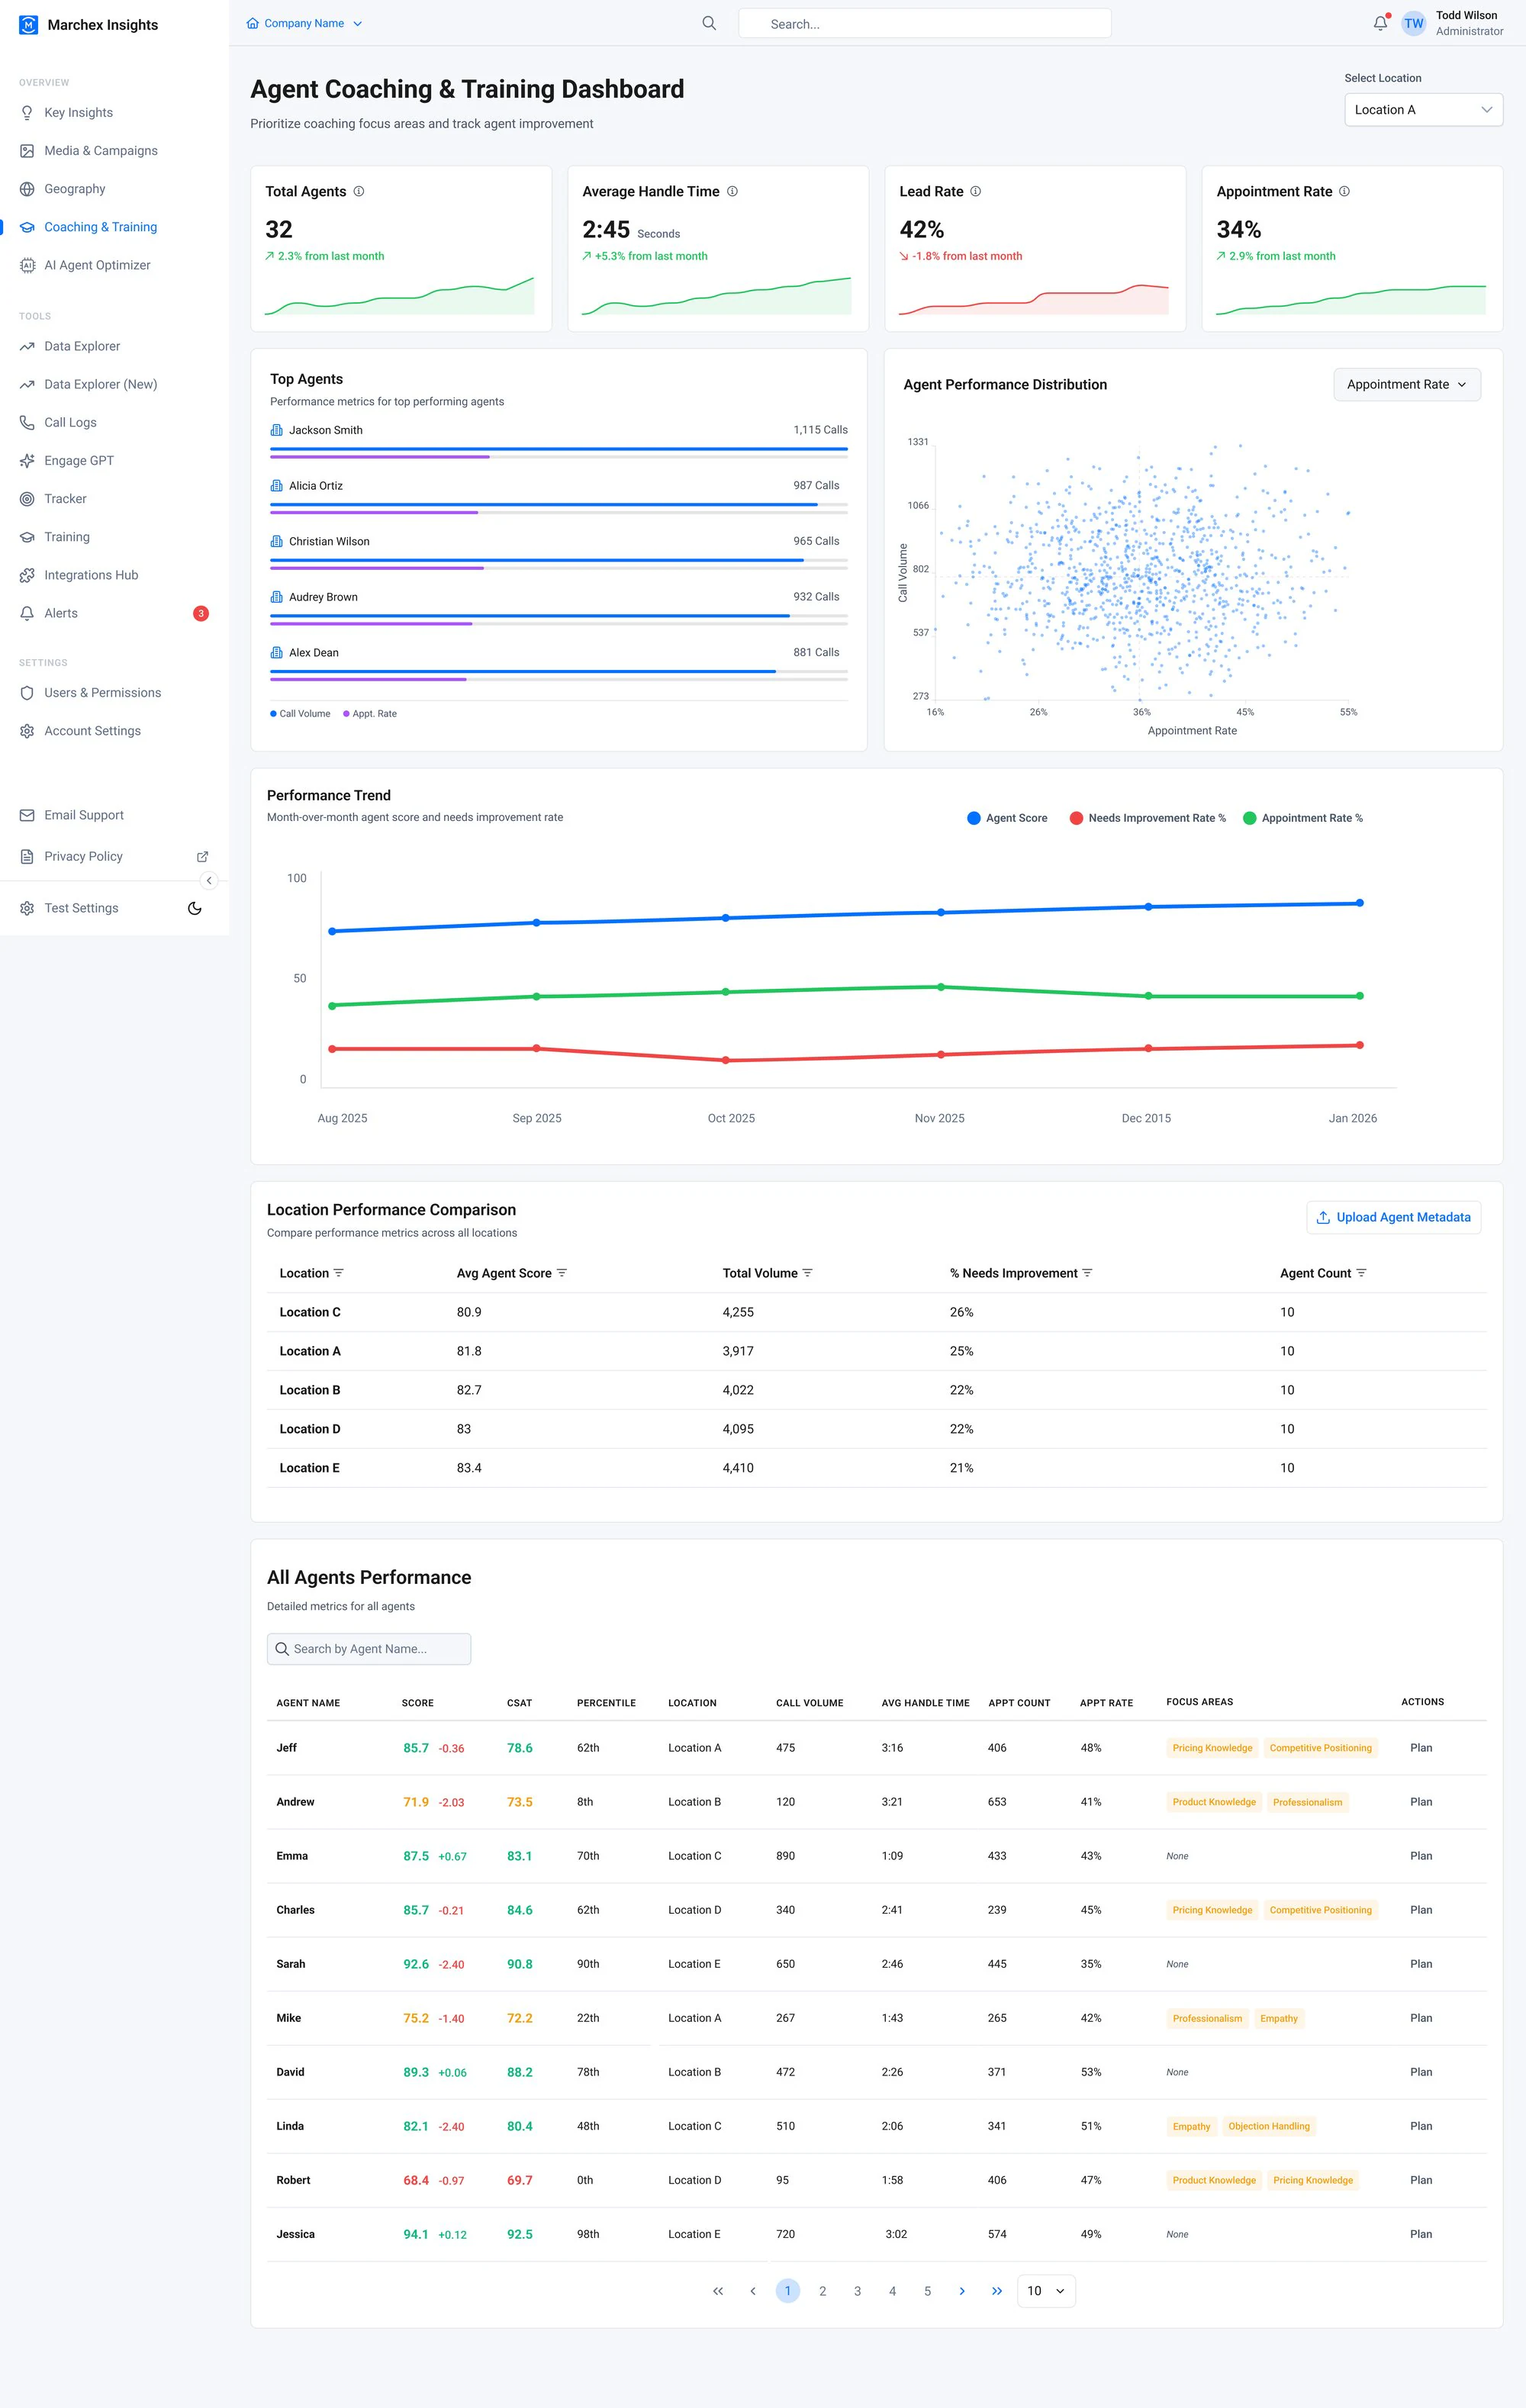 Marchex Insights
OVERVIEW
Key Insights
Media & Campaigns
Geography
Coaching & Training
AI Agent Optimizer
TOOLS
Data Explorer
Data Explorer (New)
Call Logs
Engage GPT
Tracker
Training
Integrations Hub
Alerts 3
SETTINGS
Users & Permissions
Account Settings
Email Support
Privacy Policy
Test Settings
Company Name
Search...
TW
Todd Wilson
Administrator
Agent Coaching & Training Dashboard
Prioritize coaching focus areas and track agent improvement
Select Location
Location A
Total Agents
32
2.3% from last month
Average Handle Time
2:45 Seconds
+5.3% from last month
Lead Rate
42%
-1.8% from last month
Appointment Rate
34%
2.9% from last month
Top Agents
Performance metrics for top performing agents
Jackson Smith 1,115 Calls
Alicia Ortiz 987 Calls
Christian Wilson 965 Calls
Audrey Brown 932 Calls
Alex Dean 881 Calls
Call Volume Appt. Rate
Agent Performance Distribution
Appointment Rate
1331
1066
802
537
273
Call Volume
16% 26% 36% 45% 55%
Appointment Rate
Performance Trend
Month-over-month agent score and needs improvement rate
Agent Score Needs Improvement Rate % Appointment Rate %
100
50
0
Aug 2025 Sep 2025 Oct 2025 Nov 2025 Dec 2015 Jan 2026
Location Performance Comparison
Compare performance metrics across all locations
Upload Agent Metadata
Location Avg Agent Score Total Volume % Needs Improvement Agent Count
Location C 80.9 4,255 26% 10
Location A 81.8 3,917 25% 10
Location B 82.7 4,022 22% 10
Location D 83 4,095 22% 10
Location E 83.4 4,410 21% 10
All Agents Performance
Detailed metrics for all agents
Search by Agent Name...
AGENT NAME SCORE CSAT PERCENTILE LOCATION CALL VOLUME AVG HANDLE TIME APPT COUNT APPT RATE FOCUS AREAS ACTIONS
Jeff 85.7 -0.36 78.6 62th Location A 475 3:16 406 48% Pricing Knowledge Competitive Positioning Plan
Andrew 71.9 -2.03 73.5 8th Location B 120 3:21 653 41% Product Knowledge Professionalism Plan
Emma 87.5 +0.67 83.1 70th Location C 890 1:09 433 43% None Plan
Charles 85.7 -0.21 84.6 62th Location D 340 2:41 239 45% Pricing Knowledge Competitive Positioning Plan
Sarah 92.6 -2.40 90.8 90th Location E 650 2:46 445 35% None Plan
Mike 75.2 -1.40 72.2 22th Location A 267 1:43 265 42% Professionalism Empathy Plan
David 89.3 +0.06 88.2 78th Location B 472 2:26 371 53% None Plan
Linda 82.1 -2.40 80.4 48th Location C 510 2:06 341 51% Empathy Objection Handling Plan
Robert 68.4 -0.97 69.7 0th Location D 95 1:58 406 47% Product Knowledge Pricing Knowledge Plan
Jessica 94.1 +0.12 92.5 98th Location E 720 3:02 574 49% None Plan
1 2 3 4 5 10